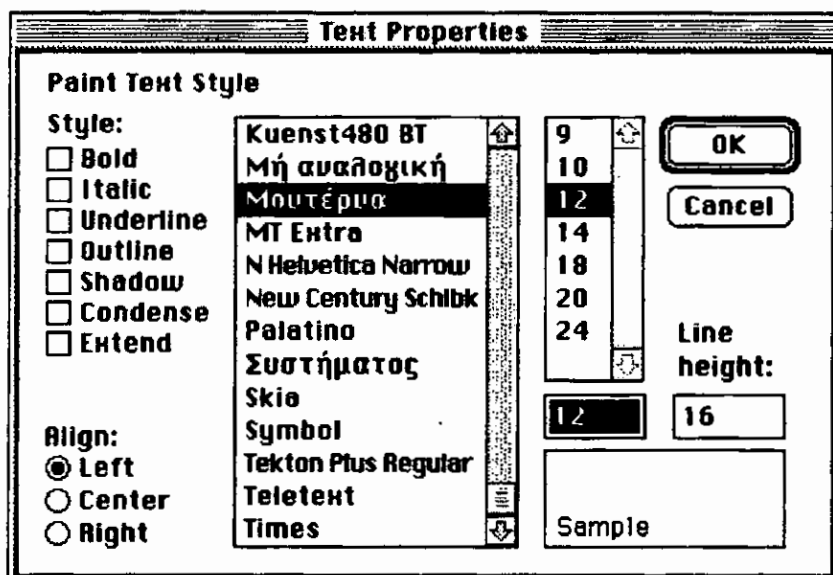 Text Properties
Paint Text Style
Style:
Bold
Italic
Underline
Outline
Shadow
Condense
Extend
Align:
Left
Center
Right
Kuenst480 BT
Μή αναλογική
Μοντέρνα
MT Extra
N Helvetica Narrow
New Century Schlbk
Palatino
Συστήματος
Skia
Symbol
Tekton Plus Regular
Teletext
Times
9
10
12
14
18
20
24
12
Sample
OK
Cancel
Line
height:
16